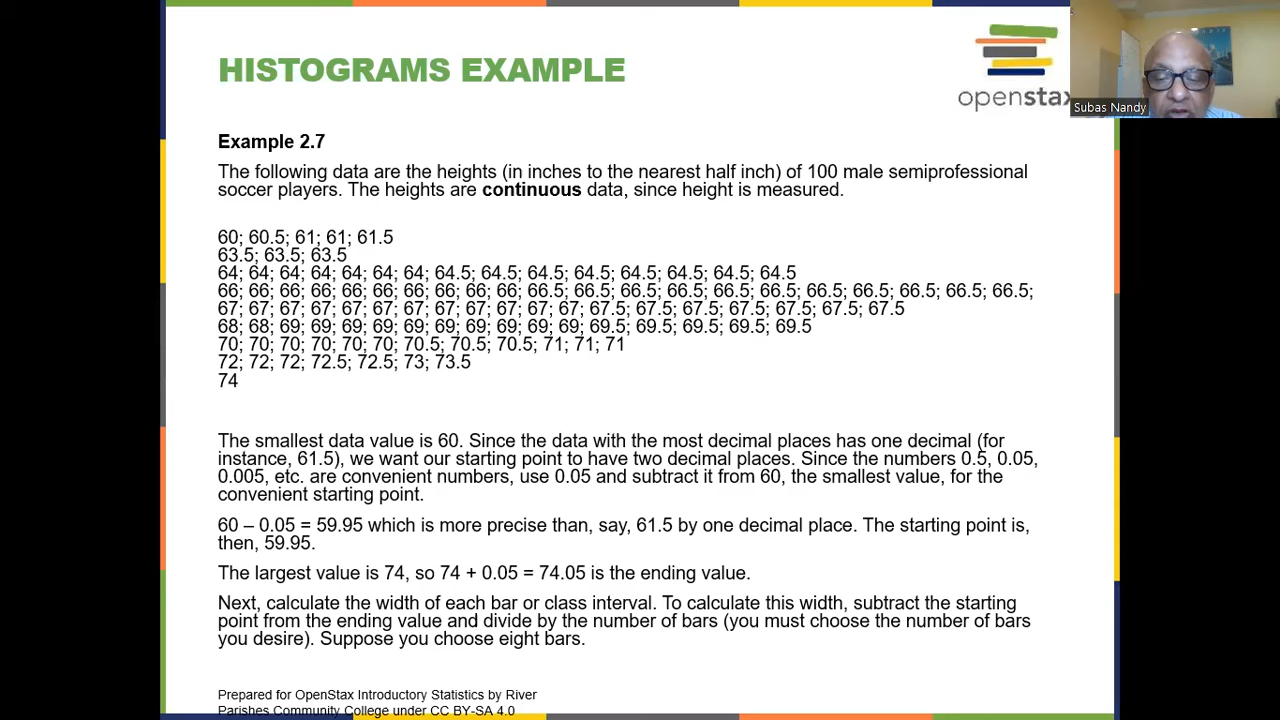 HISTOGRAMS EXAMPLE
openstax
Subas Nandy
Example 2.7
The following data are the heights (in inches to the nearest half inch) of 100 male semiprofessional
soccer players. The heights are continuous data, since height is measured.
60; 60.5; 61; 61; 61.5
63.5; 63.5; 63.5
64; 64; 64; 64; 64; 64; 64; 64.5; 64.5; 64.5; 64.5; 64.5; 64.5; 64.5; 64.5
66; 66; 66; 66; 66; 66; 66; 66; 66; 66; 66.5; 66.5; 66.5; 66.5; 66.5; 66.5; 66.5; 66.5; 66.5; 66.5; 66.5;
67; 67; 67; 67; 67; 67; 67; 67; 67; 67; 67; 67; 67.5; 67.5; 67.5; 67.5; 67.5; 67.5; 67.5
68; 68; 69; 69; 69; 69; 69; 69; 69; 69; 69; 69; 69.5; 69.5; 69.5; 69.5; 69.5
70; 70; 70; 70; 70; 70; 70.5; 70.5; 70.5; 71; 71; 71
72; 72; 72; 72.5; 72.5; 73; 73.5
74
The smallest data value is 60. Since the data with the most decimal places has one decimal (for
instance, 61.5), we want our starting point to have two decimal places. Since the numbers 0.5, 0.05,
0.005, etc. are convenient numbers, use 0.05 and subtract it from 60, the smallest value, for the
convenient starting point.
60 – 0.05 = 59.95 which is more precise than, say, 61.5 by one decimal place. The starting point is,
then, 59.95.
The largest value is 74, so 74 + 0.05 = 74.05 is the ending value.
Next, calculate the width of each bar or class interval. To calculate this width, subtract the starting
point from the ending value and divide by the number of bars (you must choose the number of bars
you desire). Suppose you choose eight bars.
Prepared for OpenStax Introductory Statistics by River
Parishes Community College under CC BY-SA 4.0